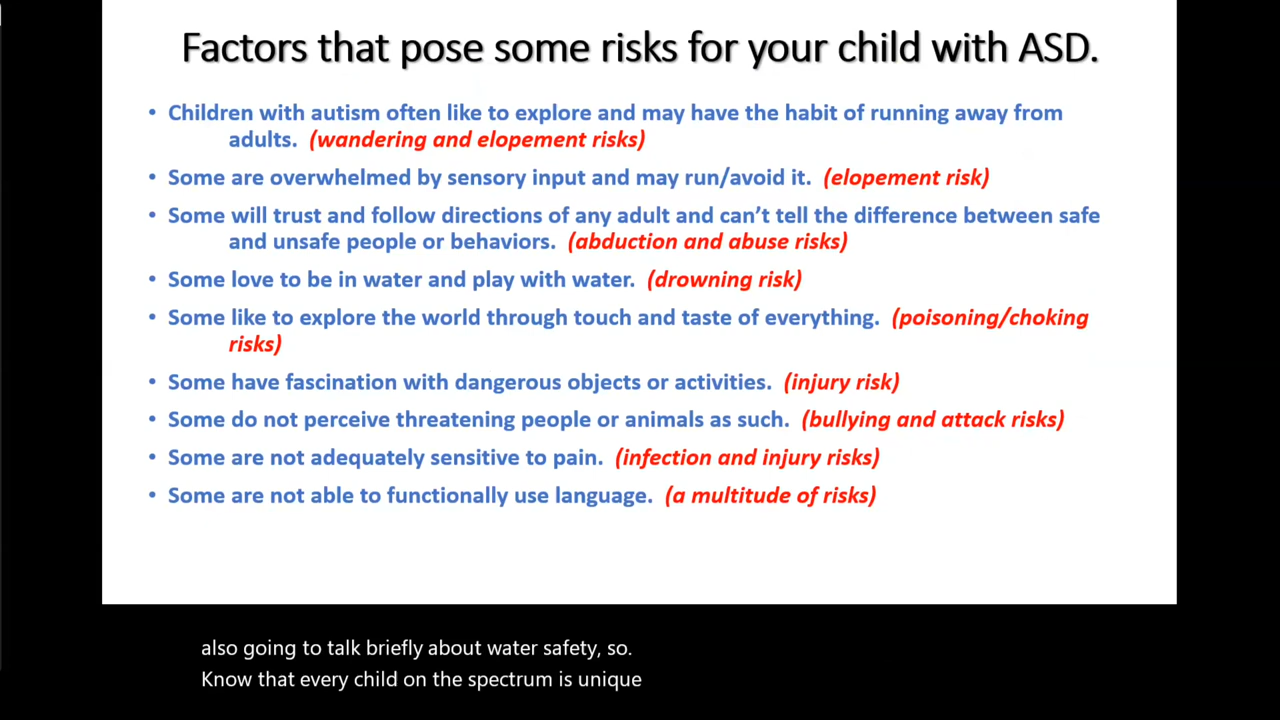 Factors that pose some risks for your child with ASD.
• Children with autism often like to explore and may have the habit of running away from
adults. (wandering and elopement risks)
• Some are overwhelmed by sensory input and may run/avoid it. (elopement risk)
• Some will trust and follow directions of any adult and can’t tell the difference between safe
and unsafe people or behaviors. (abduction and abuse risks)
• Some love to be in water and play with water. (drowning risk)
• Some like to explore the world through touch and taste of everything. (poisoning/choking
risks)
• Some have fascination with dangerous objects or activities. (injury risk)
• Some do not perceive threatening people or animals as such. (bullying and attack risks)
• Some are not adequately sensitive to pain. (infection and injury risks)
• Some are not able to functionally use language. (a multitude of risks)
also going to talk briefly about water safety, so.
Know that every child on the spectrum is unique